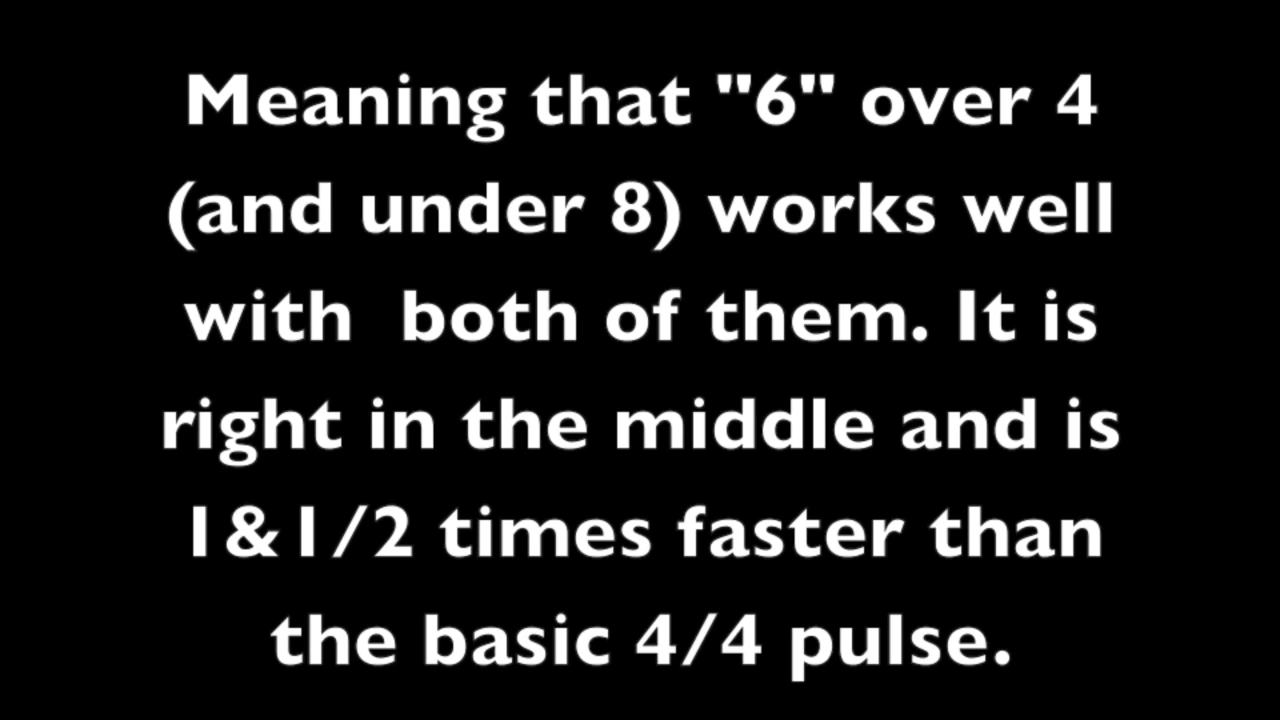 Meaning that "6" over 4
(and under 8) works well
with  both of them. It is
right in the middle and is
1&1/2 times faster than
the basic 4/4 pulse.